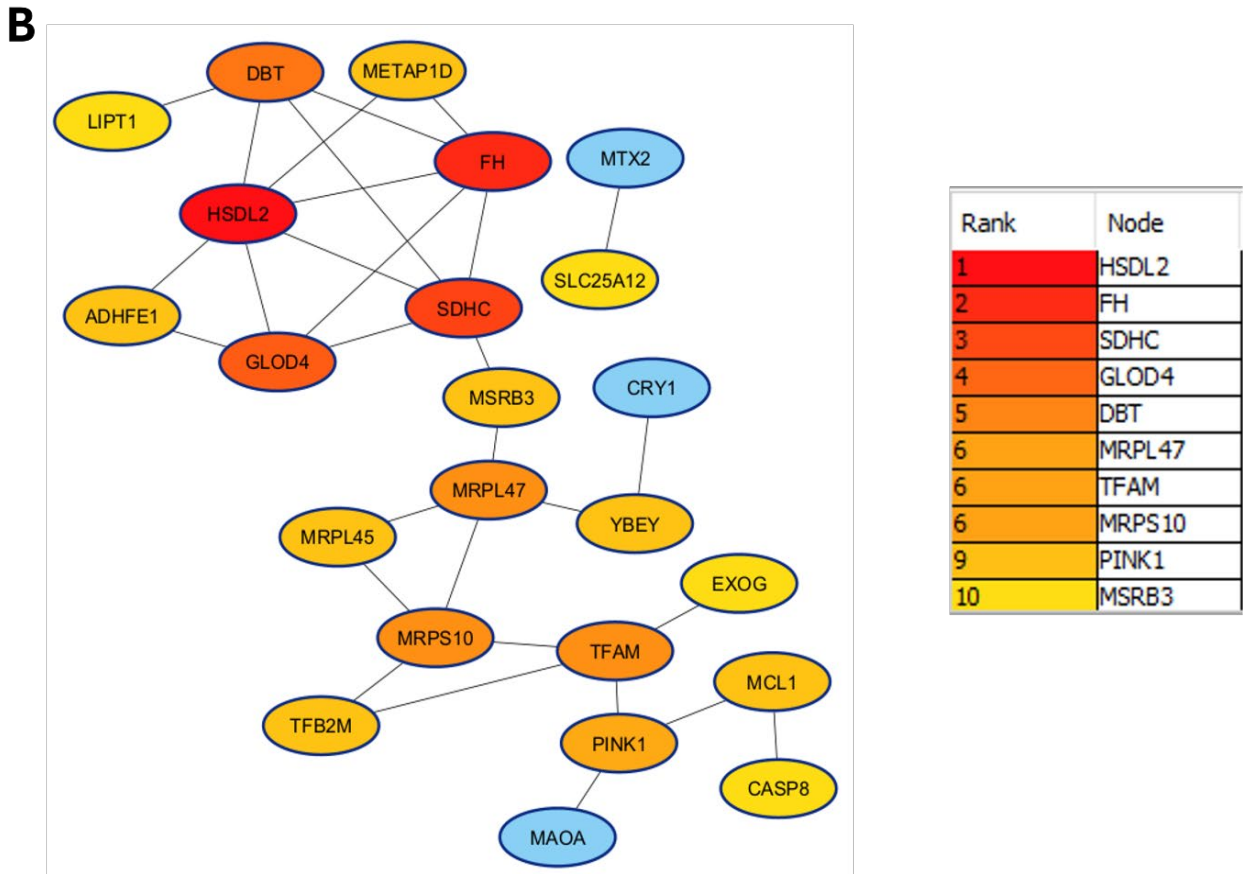 B
DBT
METAP1D
LIPT1
FH
MTX2
HSDL2
SLC25A12
ADHFE1
SDHC
GLOD4
MSRB3
CRY1
MRPL47
YBEY
MRPL45
EXOG
MRPS10
TFAM
MCL1
TFB2M
PINK1
CASP8
MAOA
Rank Node
1 HSDL2
2 FH
3 SDHC
4 GLOD4
5 DBT
6 MRPL47
6 TFAM
6 MRPS10
9 PINK1
10 MSRB3